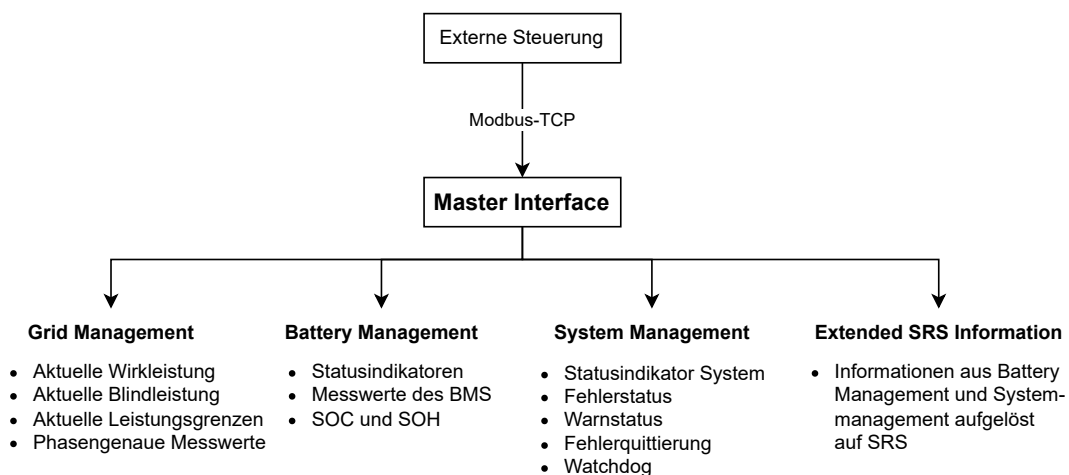 Externe Steuerung
Modbus-TCP
Master Interface
Grid Management
• Aktuelle Wirkleistung
• Aktuelle Blindleistung
• Aktuelle Leistungsgrenzen
• Phasengenaue Messwerte
Battery Management
• Statusindikatoren
• Messwerte des BMS
• SOC und SOH
System Management
• Statusindikator System
• Fehlerstatus
• Warnstatus
• Fehlerquittierung
• Watchdog
Extended SRS Information
• Informationen aus Battery
Management und System-
management aufgelöst
auf SRS